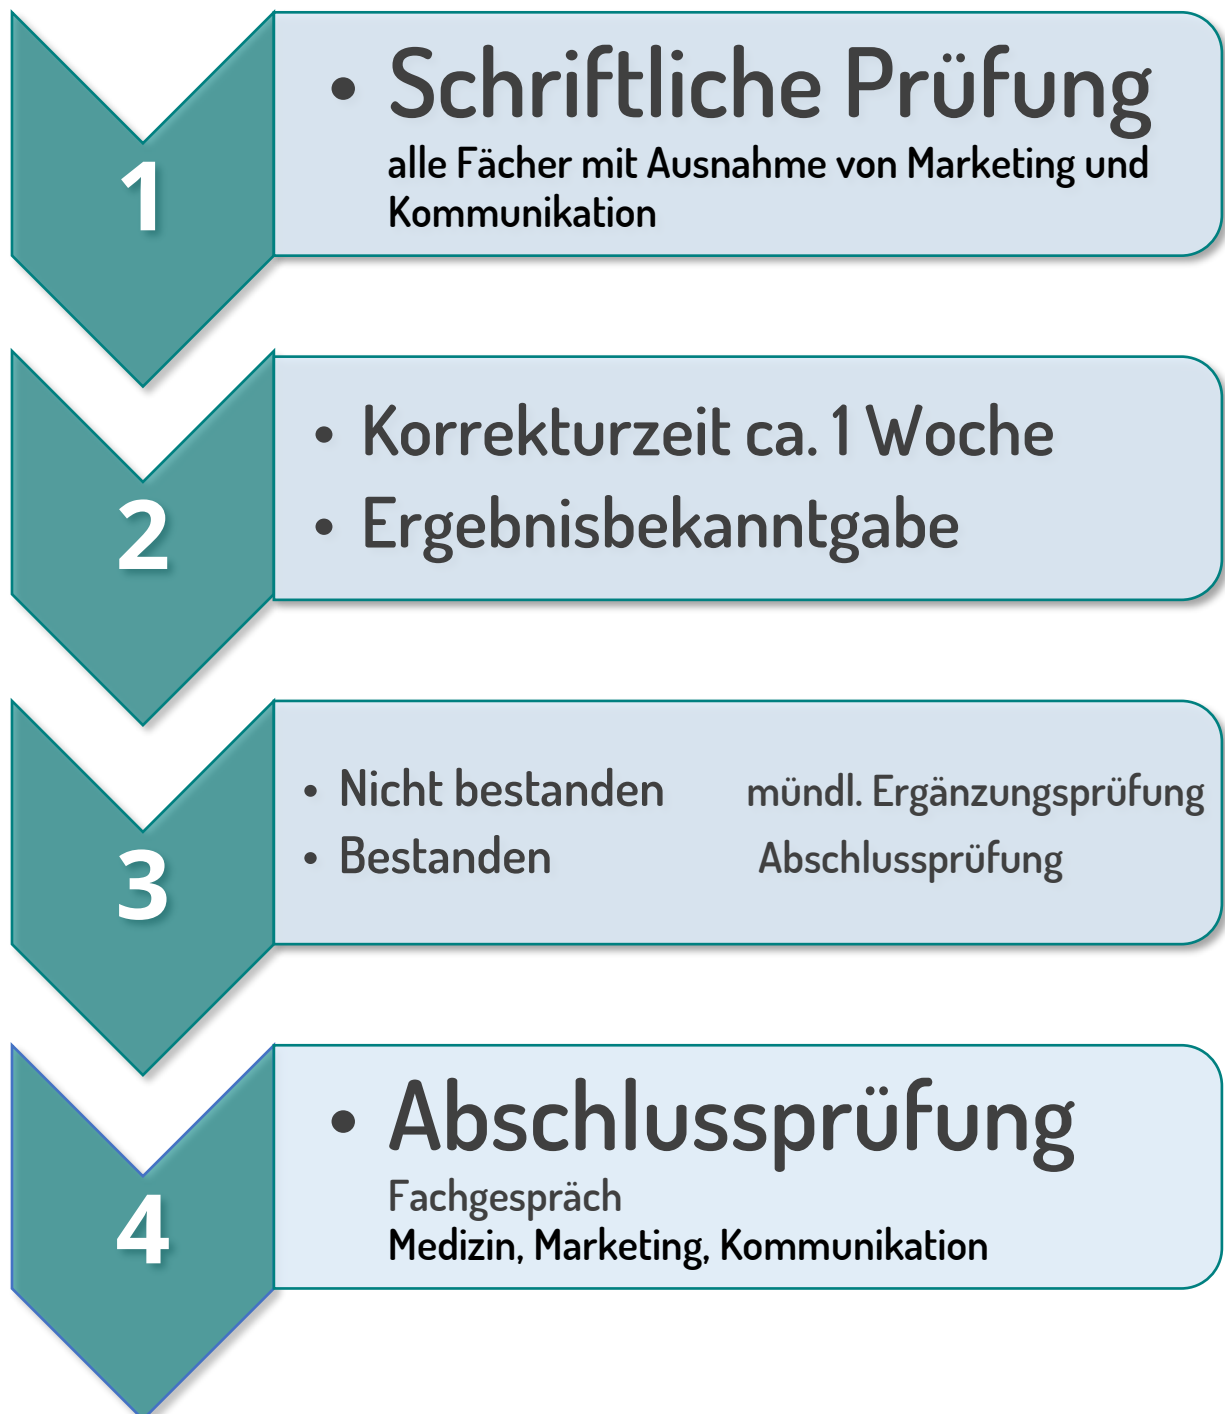 1
• Schriftliche Prüfung
alle Fächer mit Ausnahme von Marketing und
Kommunikation
2
• Korrekturzeit ca. 1 Woche
• Ergebnisbekanntgabe
3
• Nicht bestanden mündl. Ergänzungsprüfung
• Bestanden Abschlussprüfung
4
• Abschlussprüfung
Fachgespräch
Medizin, Marketing, Kommunikation